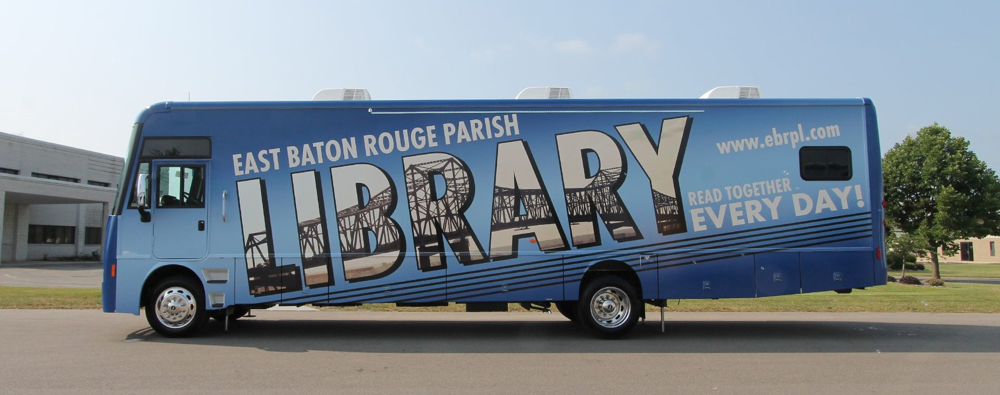 EAST BATON ROUGE PARISH
LIBRARY
www.ebrpl.com
READ TOGETHER
EVERY DAY!